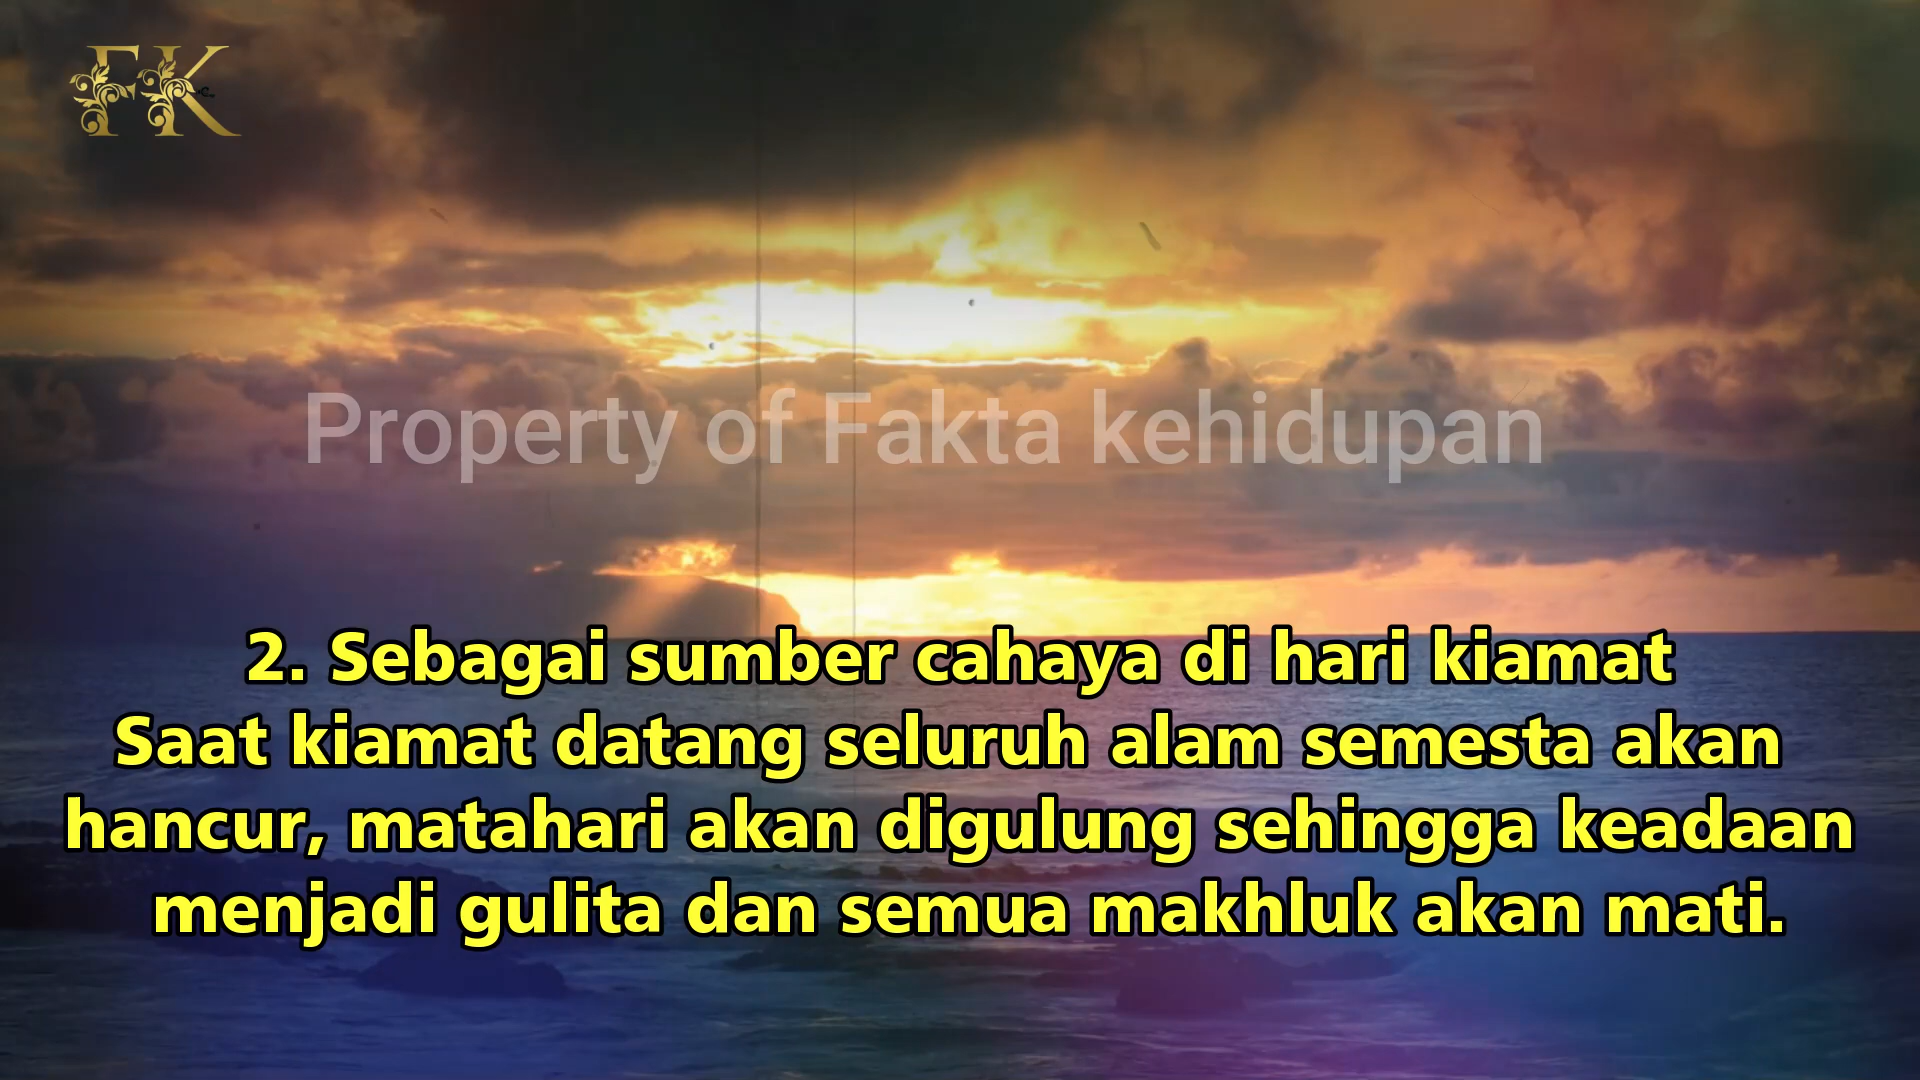 FK
Property of Fakta kehidupan
2. Sebagai sumber cahaya di hari kiamat
Saat kiamat datang seluruh alam semesta akan
hancur, matahari akan digulung sehingga keadaan
menjadi gulita dan semua makhluk akan mati.